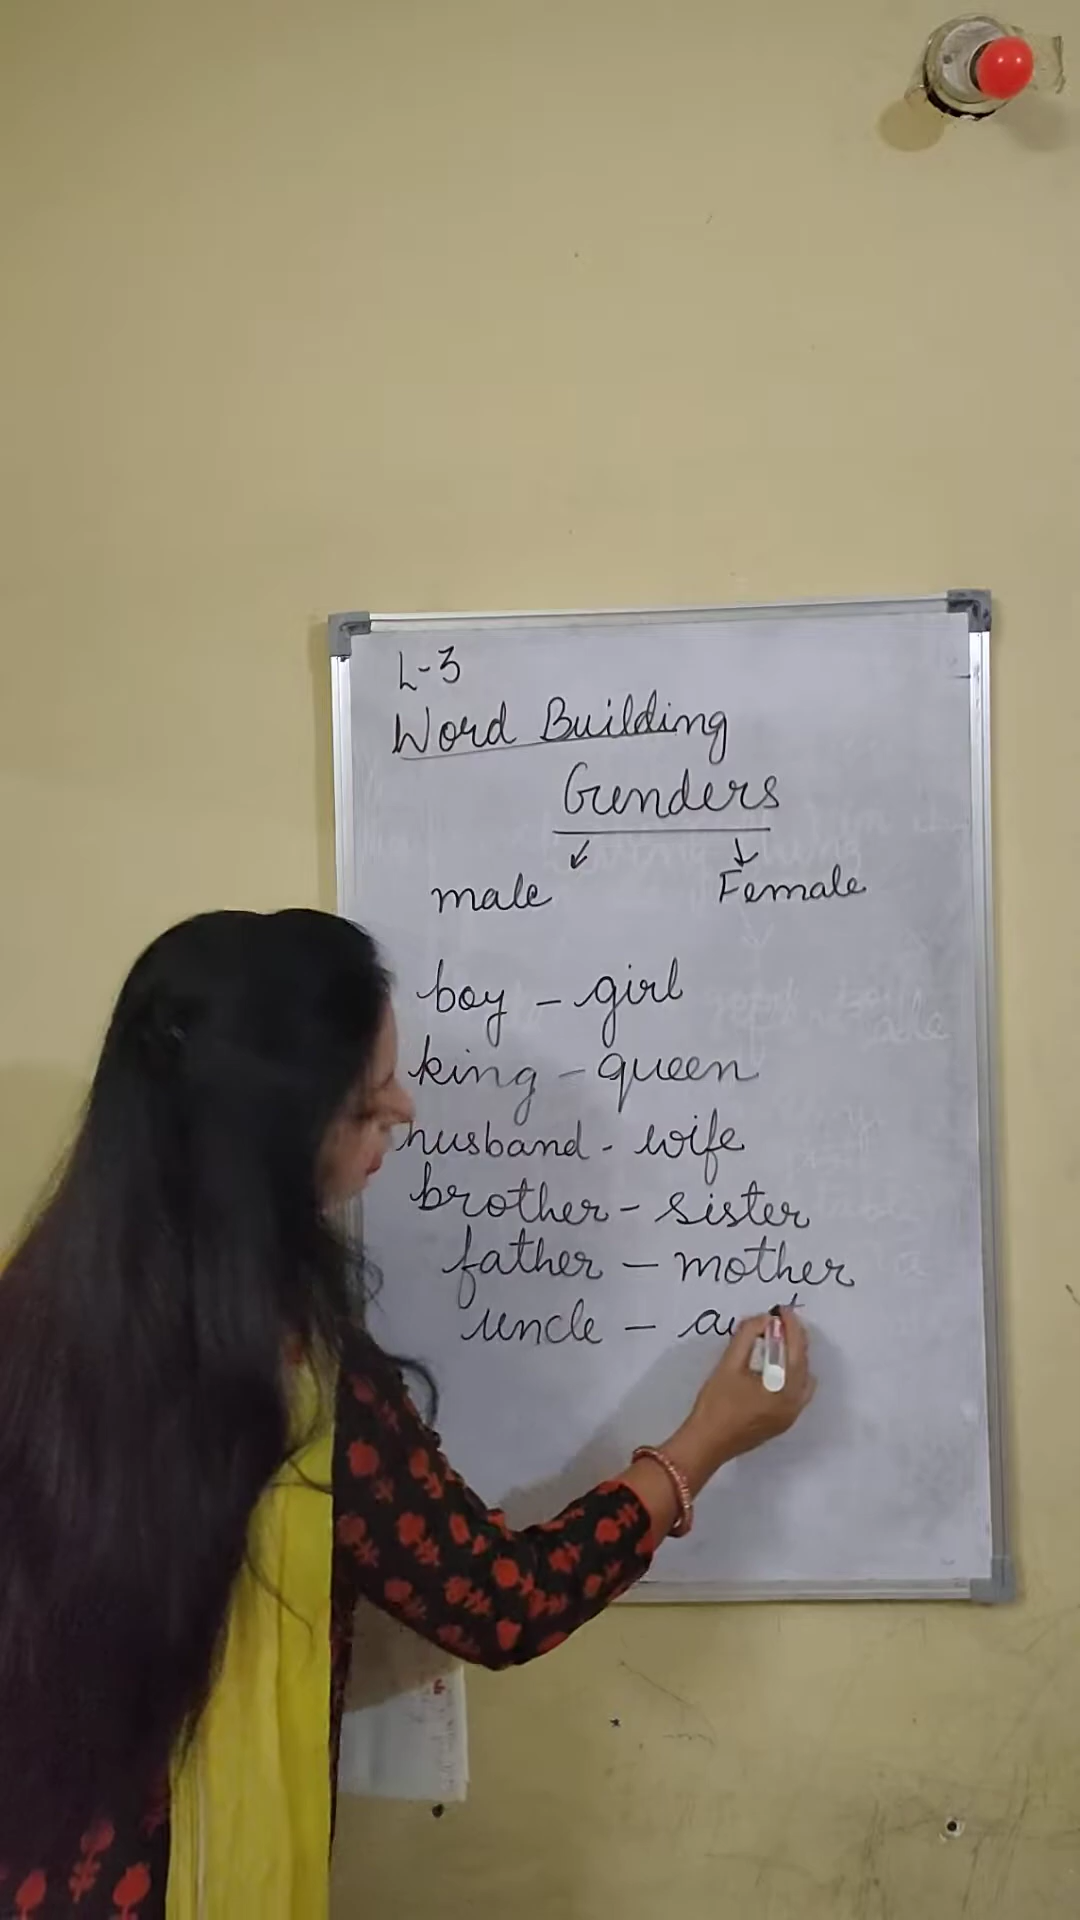 L-3
Word Building
Genders
male Female
boy - girl
king - queen
husband - wife
brother - sister
father - mother
uncle -